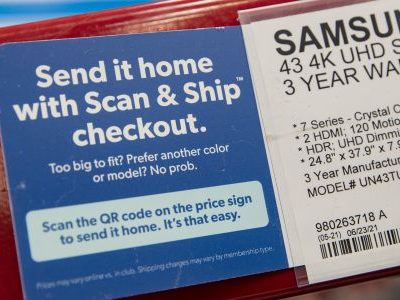 Send it home
with Scan & Ship™
checkout.
Too big to fit? Prefer another color
or model? No prob.
Scan the QR code on the price sign
to send it home. It's that easy.
Prices may vary online vs. in club. Shipping charges may vary by membership type.
SAMSUN
43 4K UHD S
3 YEAR WA
* 7 Series - Crystal C
* 2 HDMI; 120 Motio
* HDR; UHD Dimmi
* 24.8" x 37.9" x 7.9
3 Year Manufactur
MODEL# UN43TU
980263718 A
(05-21) 06/23/21